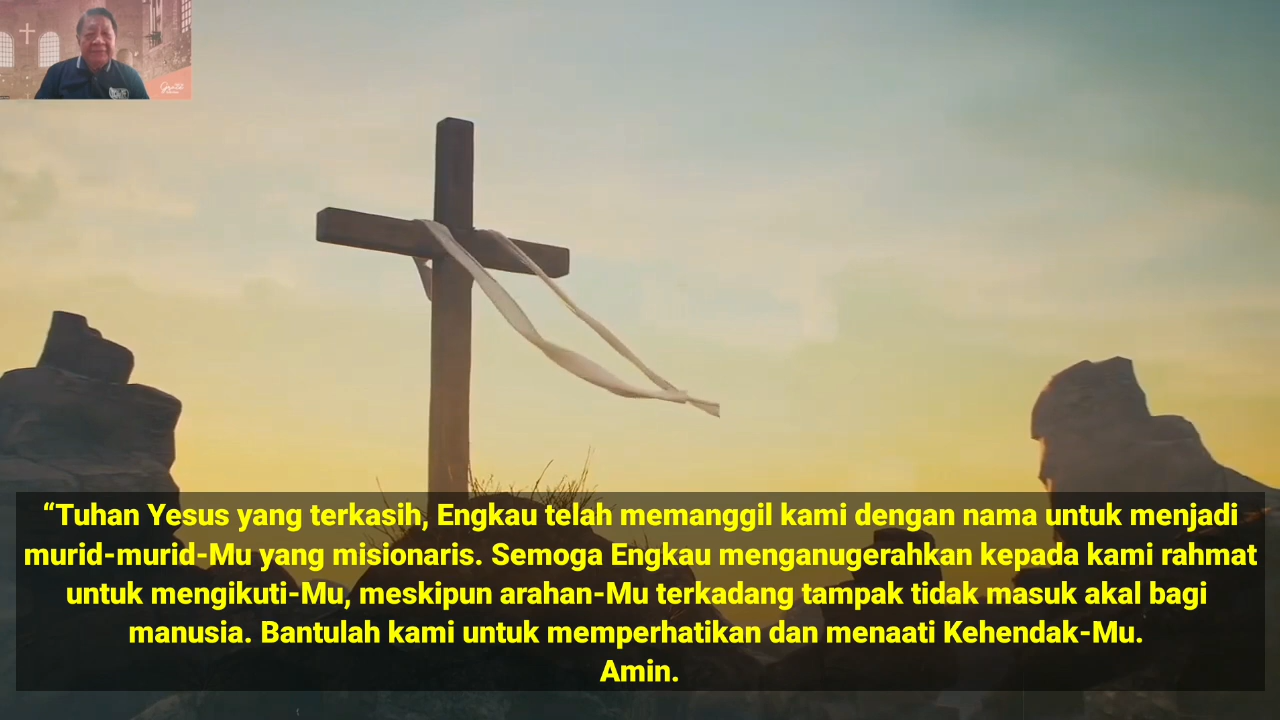 “Tuhan Yesus yang terkasih, Engkau telah memanggil kami dengan nama untuk menjadi
murid-murid-Mu yang misionaris. Semoga Engkau menganugerahkan kepada kami rahmat
untuk mengikuti-Mu, meskipun arahan-Mu terkadang tampak tidak masuk akal bagi
manusia. Bantulah kami untuk memperhatikan dan menaati Kehendak-Mu.
Amin.